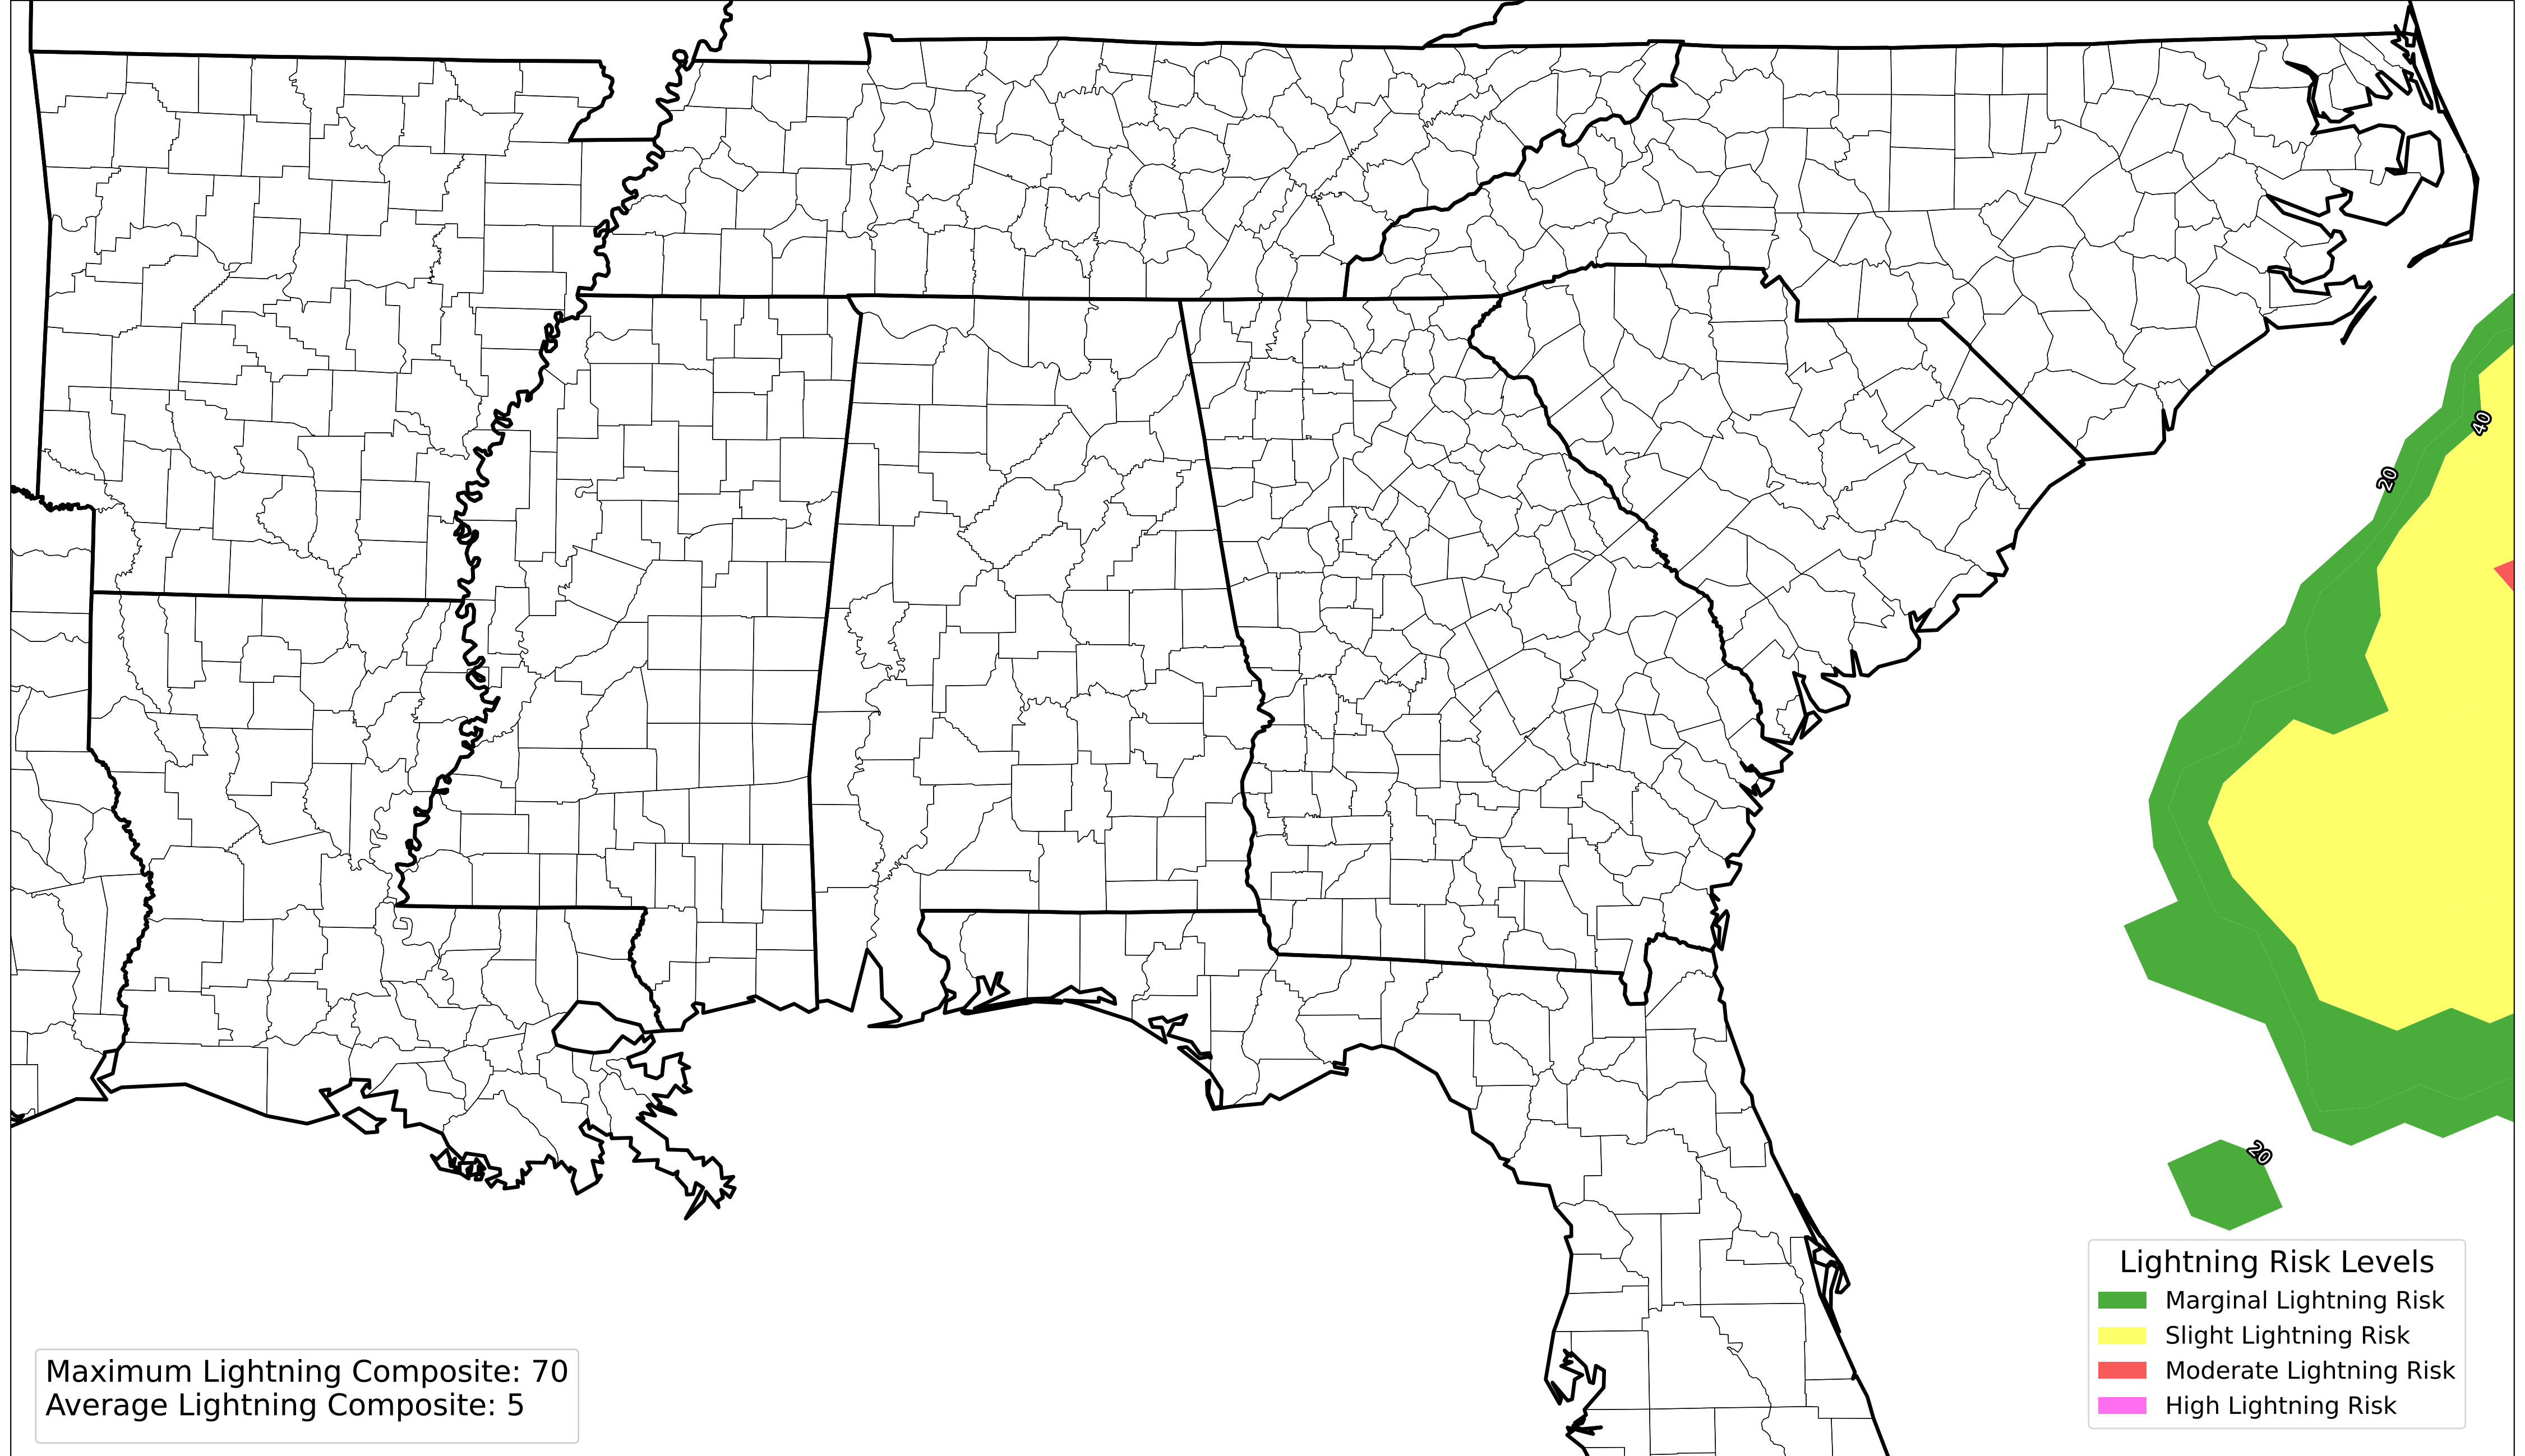 40
20
20
Lightning Risk Levels
Marginal Lightning Risk
Slight Lightning Risk
Moderate Lightning Risk
High Lightning Risk
Maximum Lightning Composite: 70
Average Lightning Composite: 5